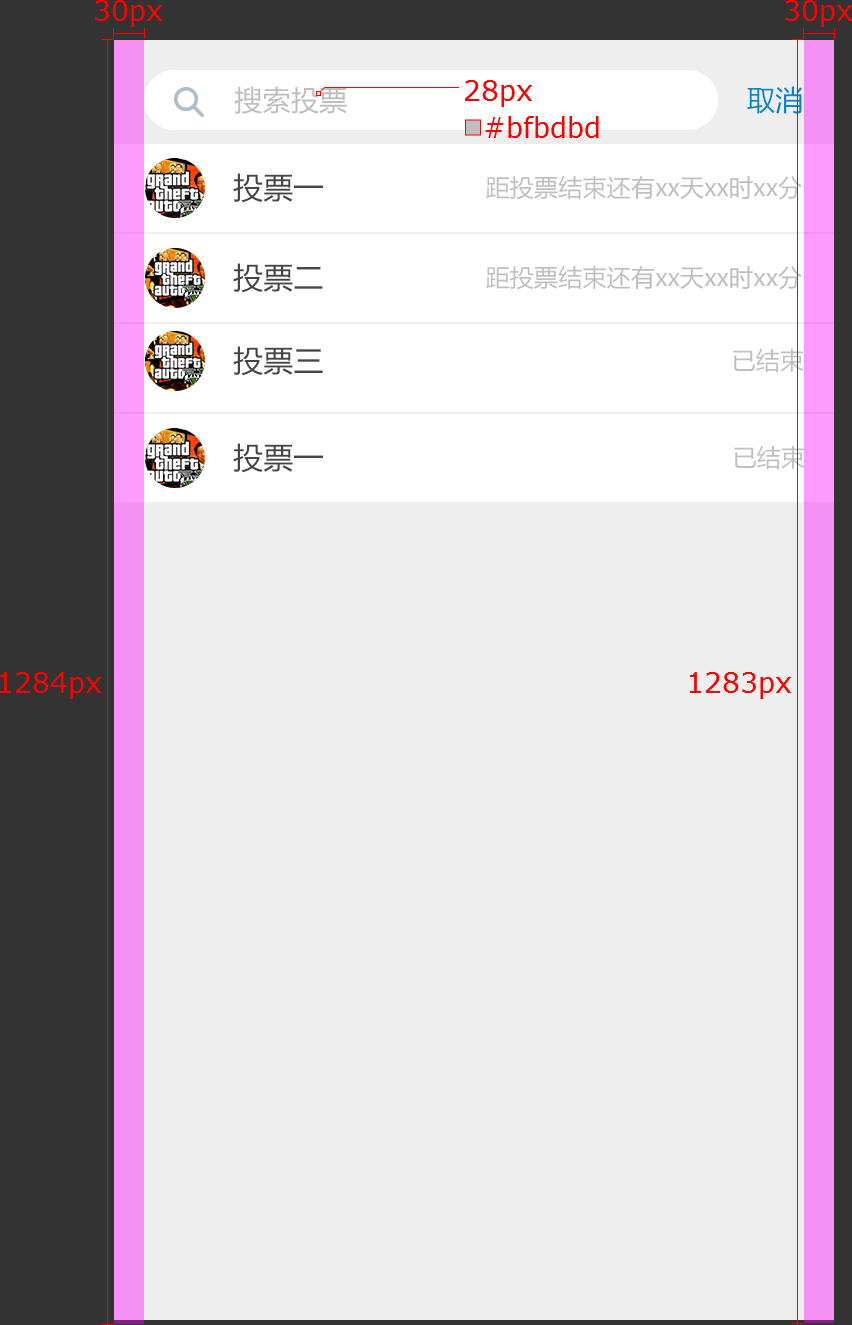 30px 30px
搜索投票 28px 取消
#bfbdbd
grand theft auto 投票一 距投票结束还有xx天xx时xx分
grand theft auto 投票二 距投票结束还有xx天xx时xx分
grand theft auto 投票三 已结束
grand theft auto 投票一 已结束
1284px 1283px